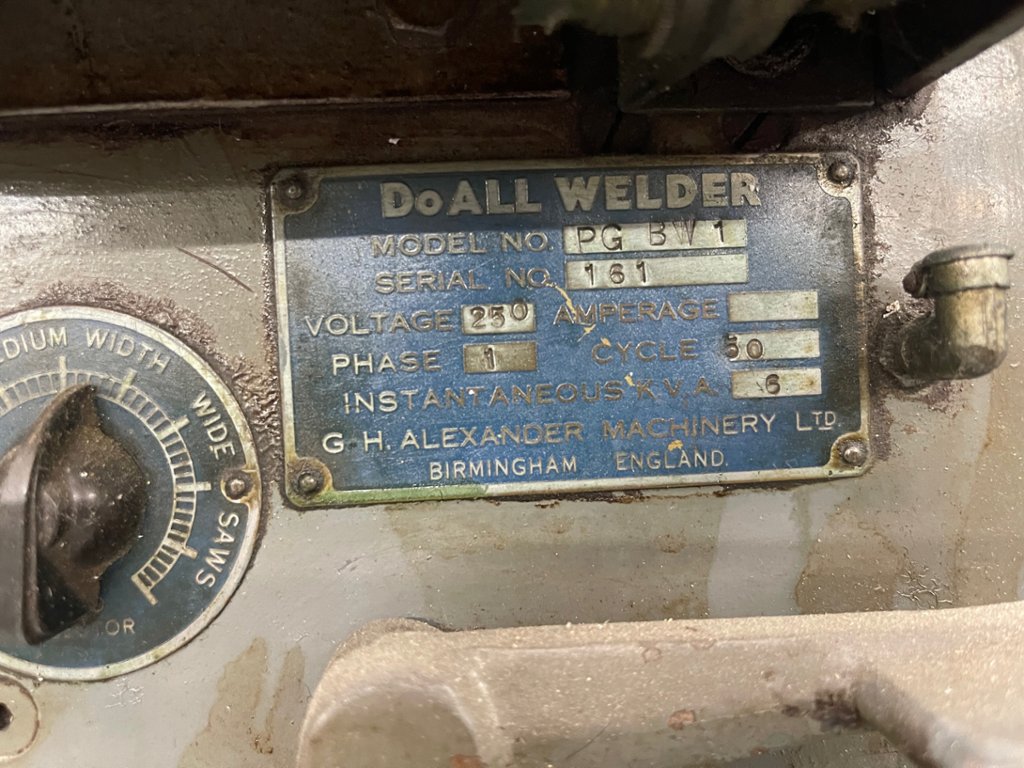 DoALL WELDER
MODEL NO. PG BW1
SERIAL NO. 161
VOLTAGE 250 AMPERAGE
PHASE 1 CYCLE 50
INSTANTANEOUS K.V.A. 6
G. H. ALEXANDER MACHINERY LTD.
BIRMINGHAM ENGLAND.
WIDTH
WIDE
SAWS